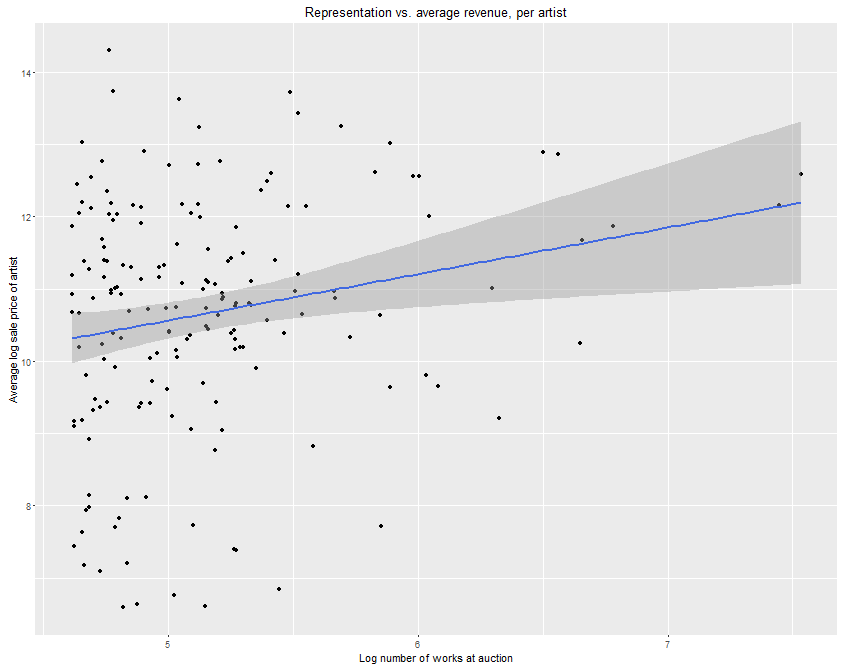 Representation vs. average revenue, per artist
Average log sale price of artist
14
12
10
8
5
6
7
Log number of works at auction